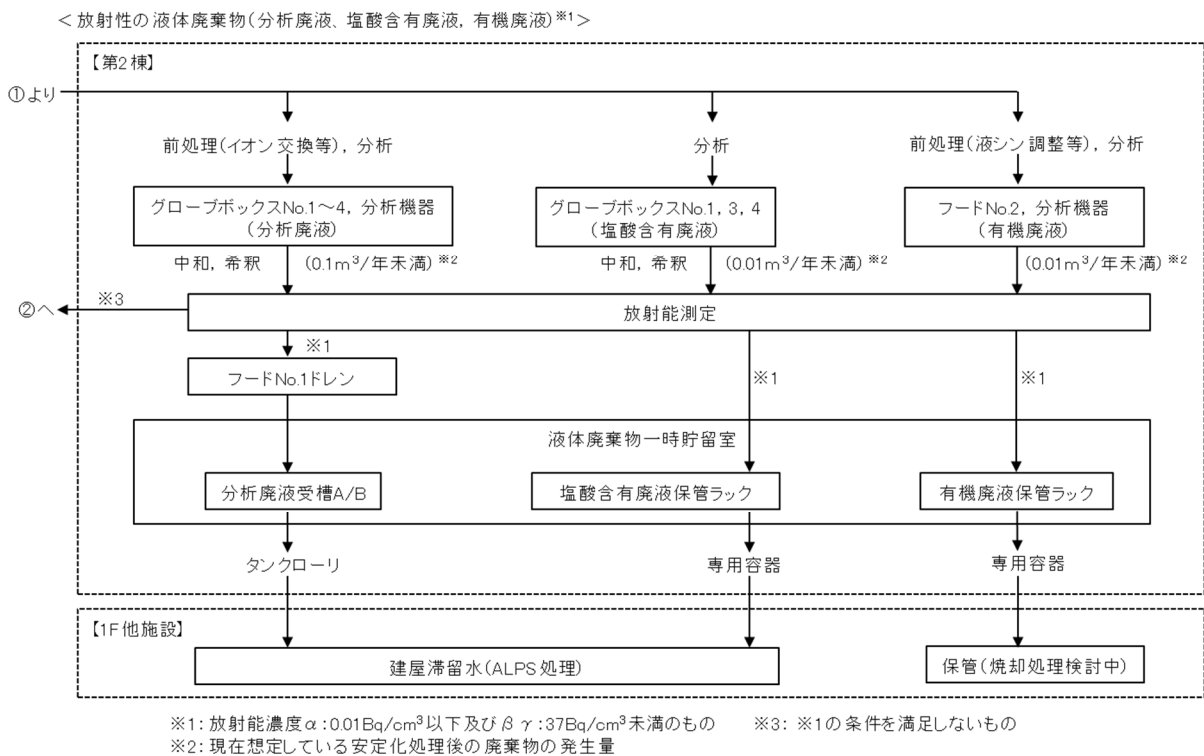 ＜放射性の液体廃棄物(分析廃液、塩酸含有廃液, 有機廃液)※1＞
【第2棟】
①より
前処理(イオン交換等), 分析
分析
前処理(液シン調整等), 分析
グローブボックスNo.1～4, 分析機器
(分析廃液)
グローブボックスNo.1, 3, 4
(塩酸含有廃液)
フードNo.2, 分析機器
(有機廃液)
中和, 希釈 (0.1m³/年未満)※2
中和, 希釈 (0.01m³/年未満)※2
(0.01m³/年未満)※2
※3
②へ
放射能測定
※1
フードNo.1ドレン
※1
※1
液体廃棄物一時貯留室
分析廃液受槽A/B
塩酸含有廃液保管ラック
有機廃液保管ラック
タンクローリ
専用容器
専用容器
【1F他施設】
建屋滞留水(ALPS処理)
保管(焼却処理検討中)
※1: 放射能濃度α:0.01Bq/cm³以下及びβγ:37Bq/cm³未満のもの ※3: ※1の条件を満足しないもの
※2: 現在想定している安定化処理後の廃棄物の発生量